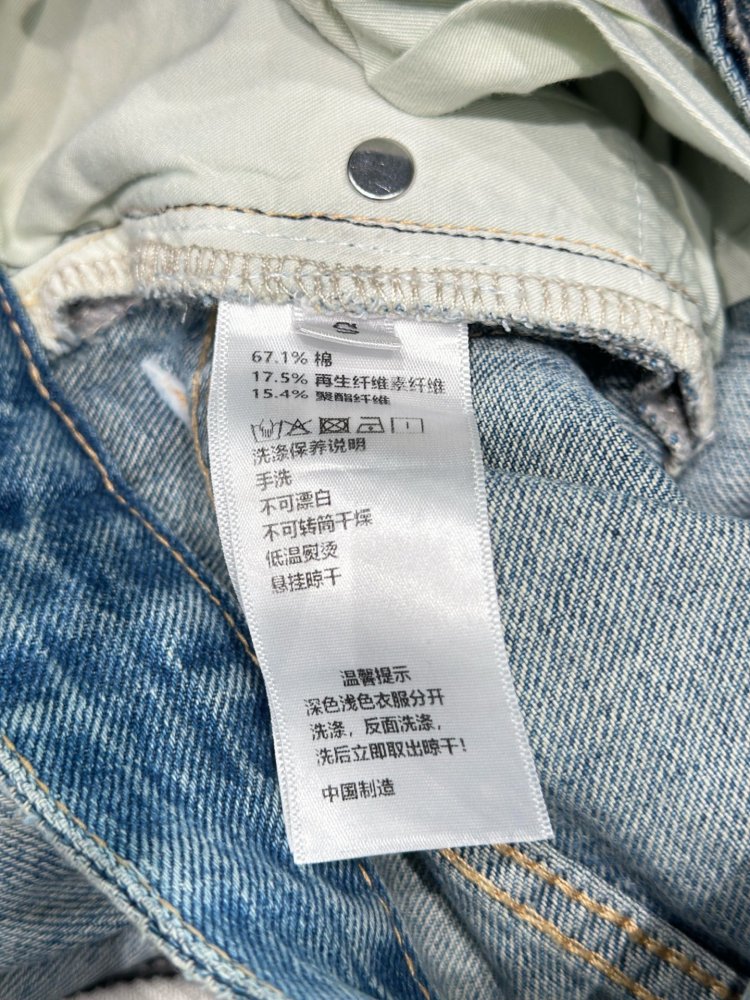 67.1% 棉
17.5% 再生纤维素纤维
15.4% 聚酯纤维
洗涤保养说明
手洗
不可漂白
不可转筒干燥
低温熨烫
悬挂晾干
温馨提示
深色浅色衣服分开
洗涤，反面洗涤，
洗后立即取出晾干！
中国制造